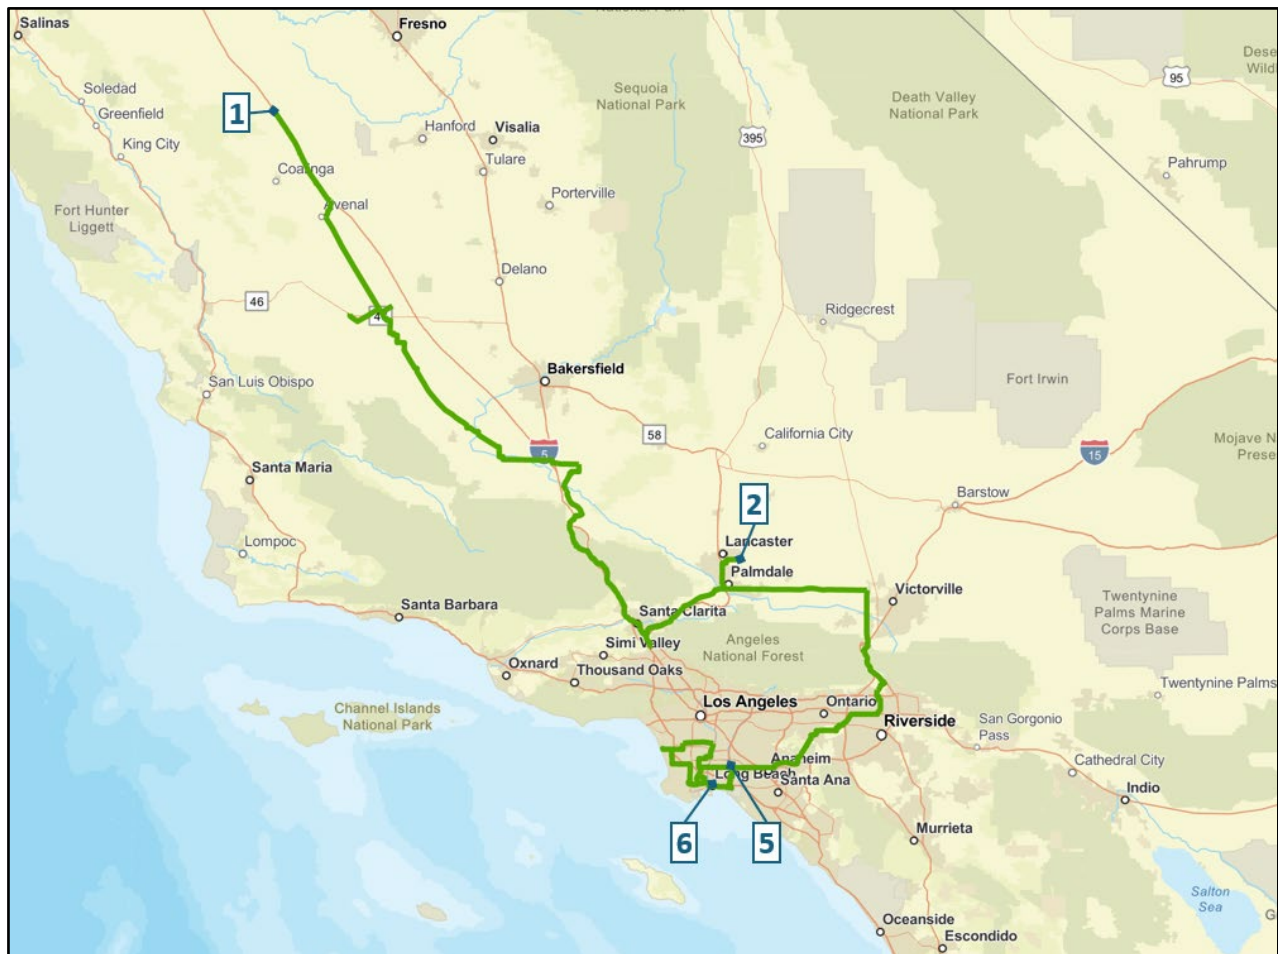 National Park
Salinas
Fresno
Soledad
Greenfield
King City
1
Hanford
Visalia
Tulare
Coalinga
Avenal
Porterville
Fort Hunter
Liggett
Sequoia
National Park
Death Valley
National Park
395
95
Pahrump
Delano
46
Ridgecrest
Bakersfield
Fort Irwin
San Luis Obispo
58
California City
5
15
Santa Maria
Barstow
2
Lompoc
Lancaster
Palmdale
Victorville
Twentynine
Palms Marine
Corps Base
Santa Barbara
Santa Clarita
Simi Valley
Angeles
National Forest
Oxnard
Thousand Oaks
Twentynine Palms
Channel Islands
National Park
Los Angeles
Ontario
Riverside
San Gorgonio
Pass
Anaheim
Long Beach
Santa Ana
Cathedral City
Indio
6
5
Murrieta
Salton
Sea
Oceanside
Escondido